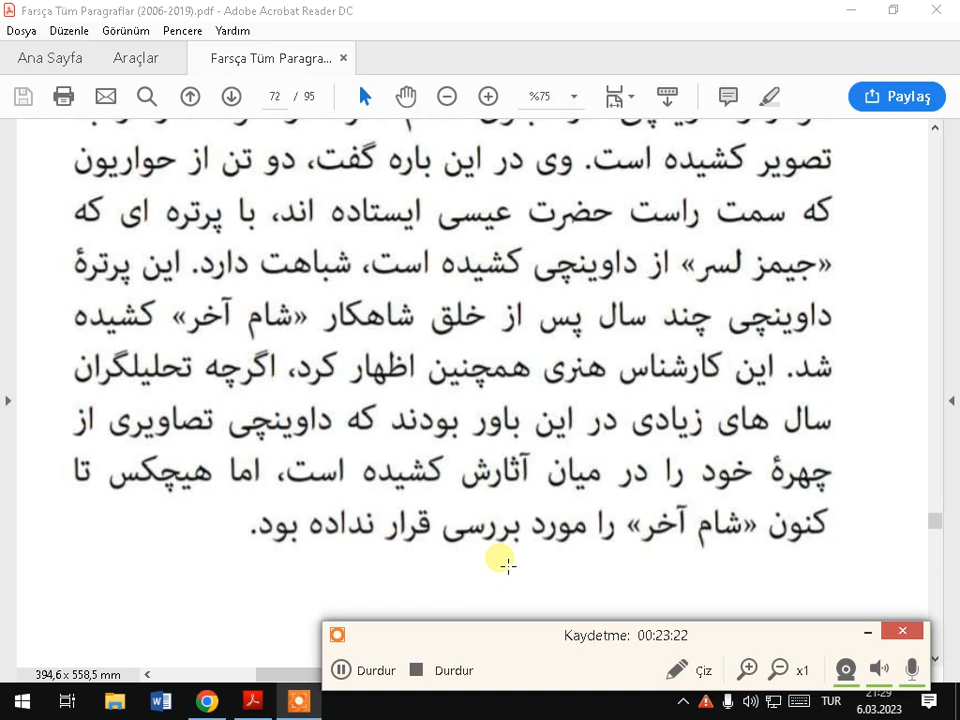 Farsça Tüm Paragraflar (2006-2019).pdf - Adobe Acrobat Reader DC
Dosya Düzenle Görünüm Pencere Yardım
Ana Sayfa Araçlar Farsça Tüm Paragra... ×
72 / 95 %75 Paylaş
تصویر کشیده است. وی در این باره گفت، دو تن از حواریون
که سمت راست حضرت عیسی ایستاده اند، با پرتره ای که
«جیمز لسر» از داوینچی کشیده است، شباهت دارد. این پرترهٔ
داوینچی چند سال پس از خلق شاهکار «شام آخر» کشیده
شد. این کارشناس هنری همچنین اظهار کرد، اگرچه تحلیلگران
سال های زیادی در این باور بودند که داوینچی تصاویری از
چهرهٔ خود را در میان آثارش کشیده است، اما هیچکس تا
کنون «شام آخر» را مورد بررسی قرار نداده بود.
Kaydetme: 00:23:22
Durdur Durdur Çiz x1
394,6 x 558,5 mm
TUR
21:29
6.03.2023